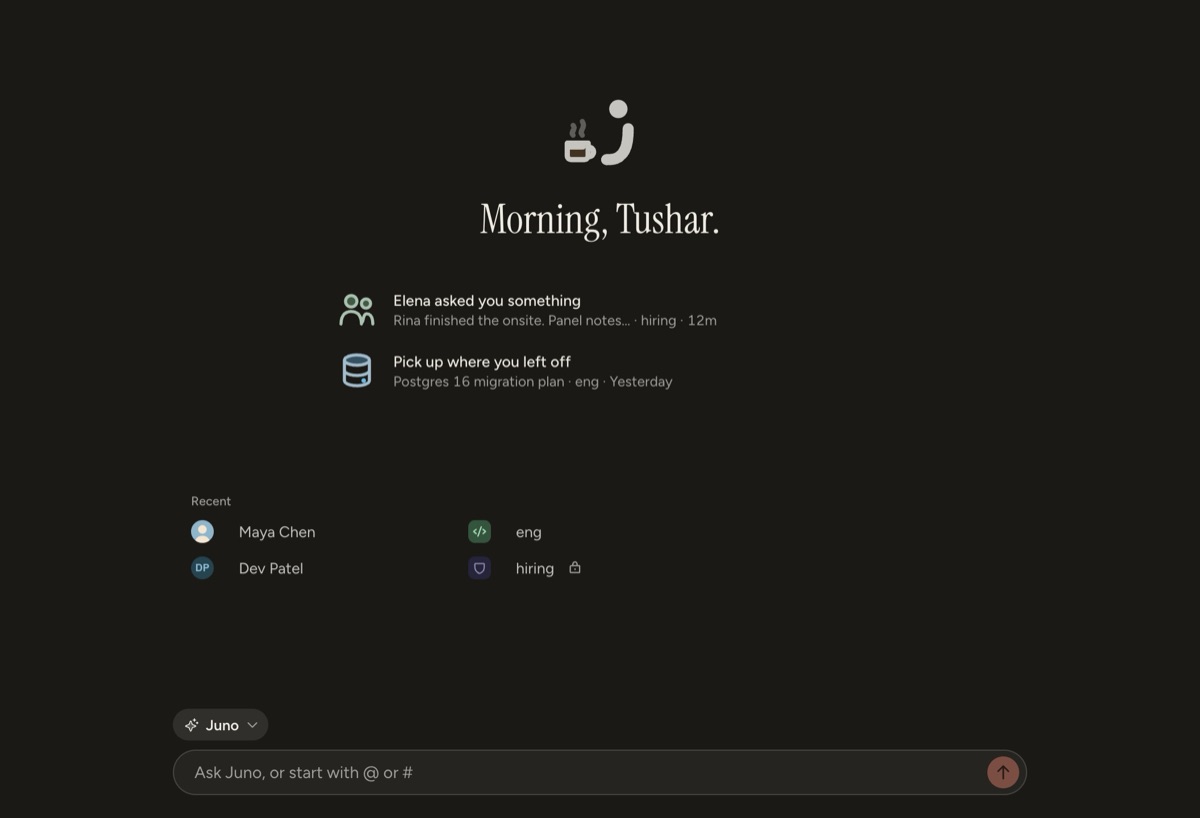 Morning, Tushar.
Elena asked you something
Rina finished the onsite. Panel notes... · hiring · 12m
Pick up where you left off
Postgres 16 migration plan · eng · Yesterday
Recent
Maya Chen
</> eng
DP Dev Patel
hiring
Juno
Ask Juno, or start with @ or #